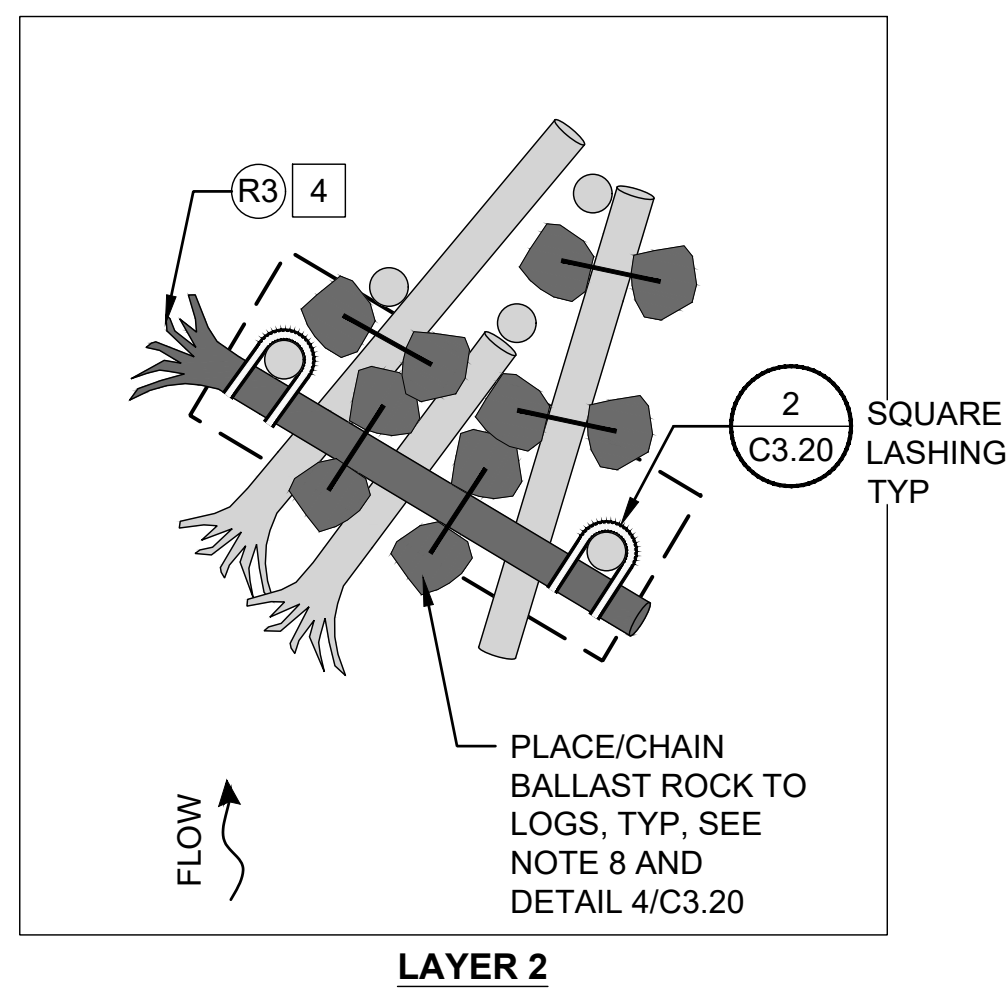 R3 4
2
C3.20
SQUARE
LASHING
TYP
PLACE/CHAIN
BALLAST ROCK TO
LOGS, TYP, SEE
NOTE 8 AND
DETAIL 4/C3.20
FLOW
LAYER 2